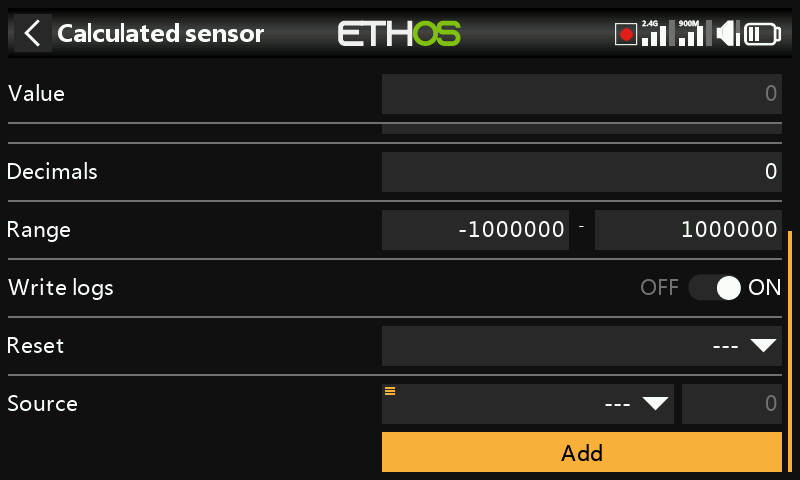 Calculated sensor ETHOS 2.4G 900M
Value 0
Decimals 0
Range -1000000 - 1000000
Write logs OFF ON
Reset ---
Source --- 0
Add